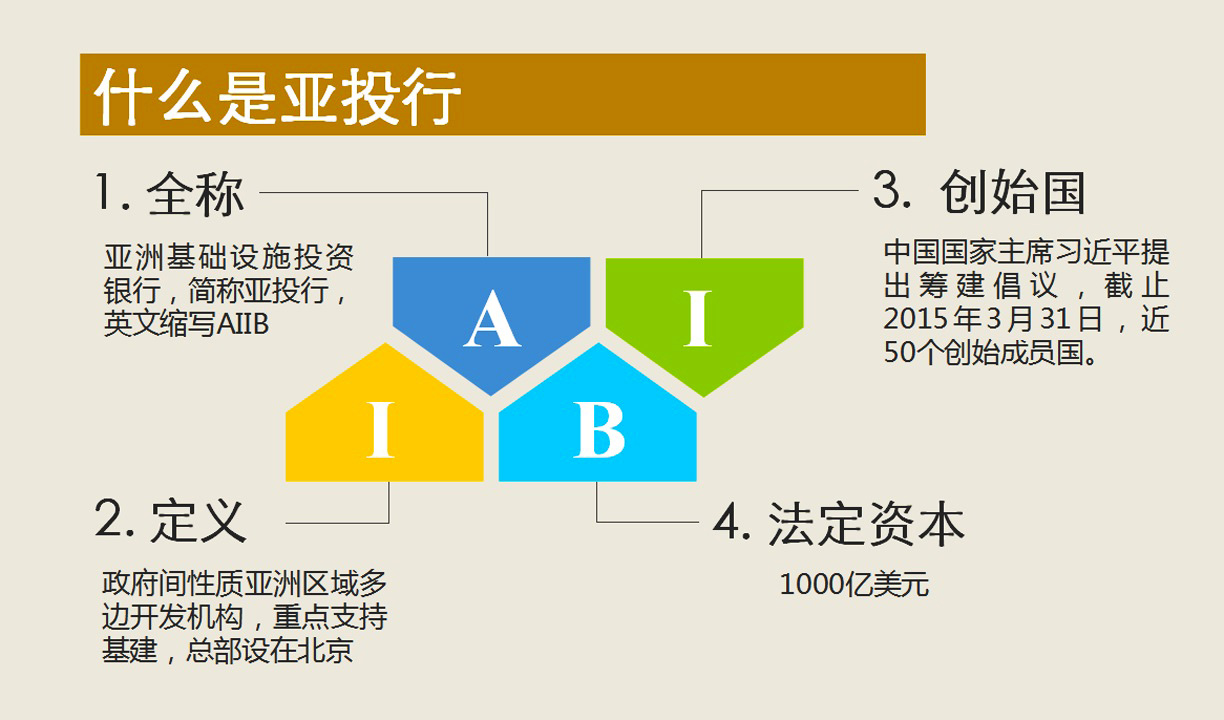 什么是亚投行
1. 全称
亚洲基础设施投资
银行，简称亚投行，
英文缩写AIIB
3. 创始国
中国国家主席习近平提
出筹建倡议，截止
2015年3月31日，近
50个创始成员国。
A
I
I
B
2. 定义
政府间性质亚洲区域多
边开发机构，重点支持
基建，总部设在北京
4. 法定资本
1000亿美元